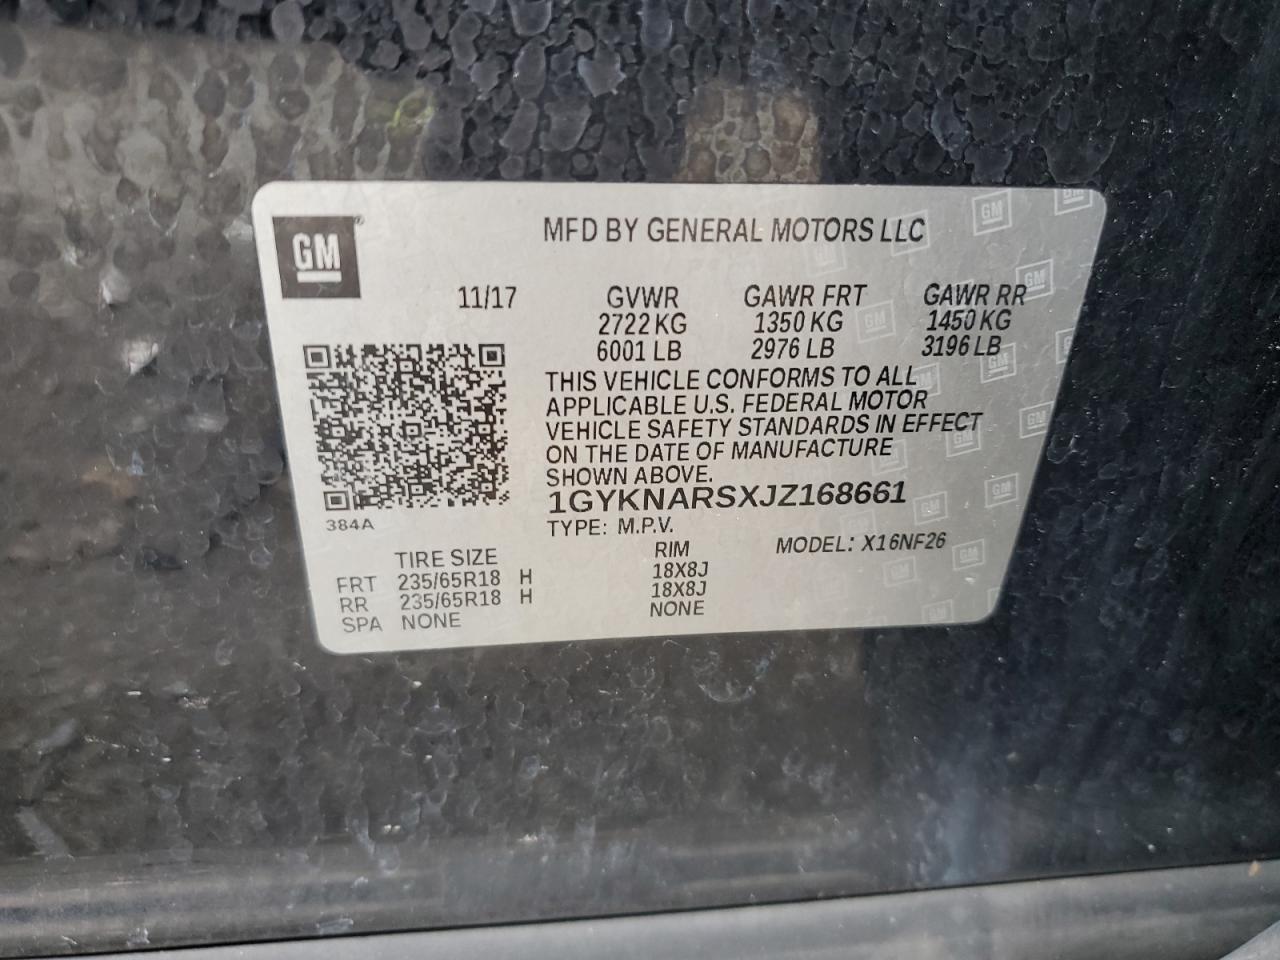 GM
MFD BY GENERAL MOTORS LLC
11/17 GVWR GAWR FRT GAWR RR
2722 KG 1350 KG 1450 KG
6001 LB 2976 LB 3196 LB
THIS VEHICLE CONFORMS TO ALL
APPLICABLE U.S. FEDERAL MOTOR
VEHICLE SAFETY STANDARDS IN EFFECT
ON THE DATE OF MANUFACTURE
SHOWN ABOVE.
1GYKNARSXJZ168661
384A
TYPE: M.P.V.
MODEL: X16NF26
TIRE SIZE RIM
FRT 235/65R18 H 18X8J
RR 235/65R18 H 18X8J
SPA NONE NONE